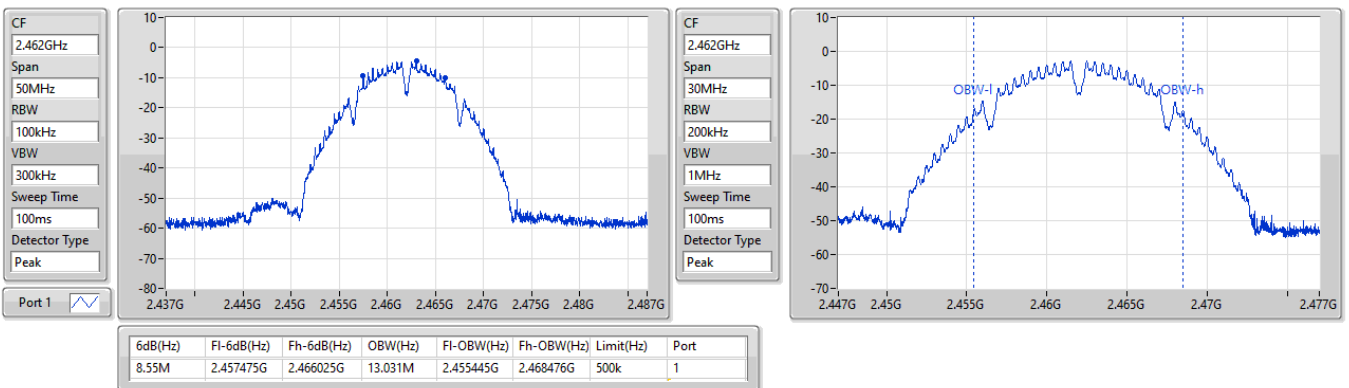 CF
2.462GHz
Span
50MHz
RBW
100kHz
VBW
300kHz
Sweep Time
100ms
Detector Type
Peak
Port 1
10
0
-10
-20
-30
-40
-50
-60
-70
-80
2.437G 2.445G 2.45G 2.455G 2.46G 2.465G 2.47G 2.475G 2.48G 2.487G
CF
2.462GHz
Span
30MHz
RBW
200kHz
VBW
1MHz
Sweep Time
100ms
Detector Type
Peak
10
0
-10
-20
-30
-40
-50
-60
-70
OBW-l OBW-h
2.447G 2.45G 2.455G 2.46G 2.465G 2.47G 2.477G
6dB(Hz) Fl-6dB(Hz) Fh-6dB(Hz) OBW(Hz) Fl-OBW(Hz) Fh-OBW(Hz) Limit(Hz) Port
8.55M 2.457475G 2.466025G 13.031M 2.455445G 2.468476G 500k 1